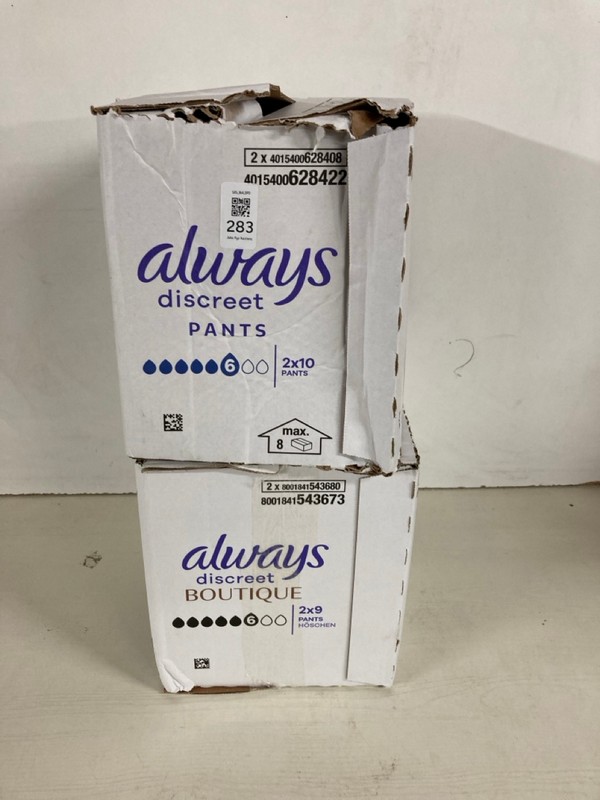 2 x 4015400628408
4015400628422
283
always
discreet
PANTS
6
2x10
PANTS
max.
8
2 x 8001841543680
8001841543673
always
discreet
BOUTIQUE
6
2x9
PANTS
HÖSCHEN